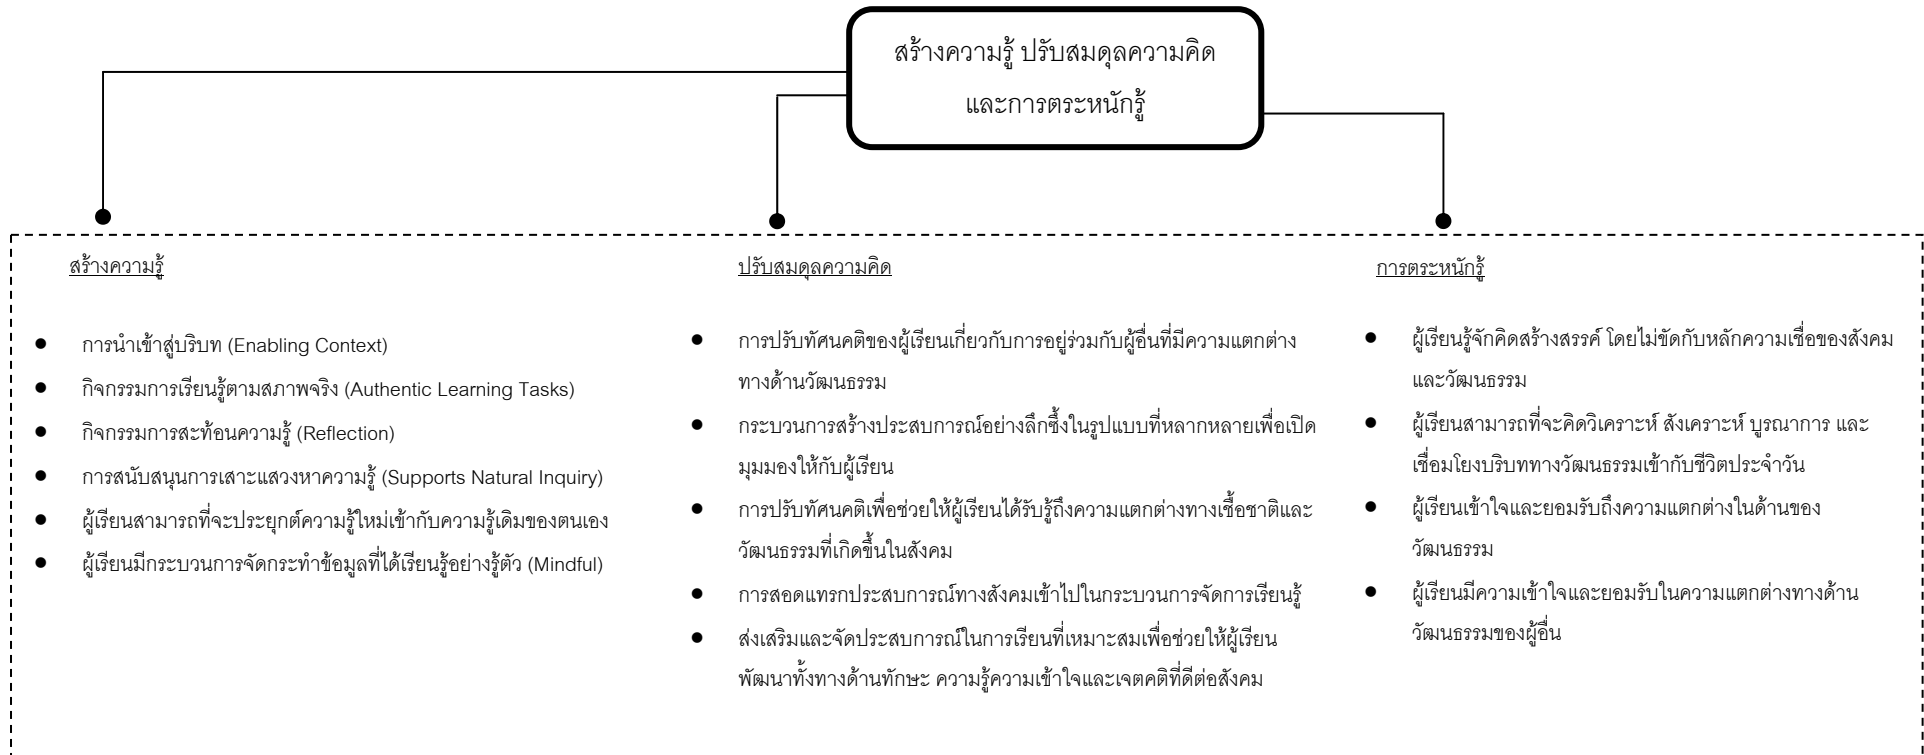 สร้างความรู้ ปรับสมดุลความคิด
และการตระหนักรู้
สร้างความรู้
● การนำเข้าสู่บริบท (Enabling Context)
● กิจกรรมการเรียนรู้ตามสภาพจริง (Authentic Learning Tasks)
● กิจกรรมการสะท้อนความรู้ (Reflection)
● การสนับสนุนการเสาะแสวงหาความรู้ (Supports Natural Inquiry)
● ผู้เรียนสามารถที่จะประยุกต์ความรู้ใหม่เข้ากับความรู้เดิมของตนเอง
● ผู้เรียนมีกระบวนการจัดกระทำข้อมูลที่ได้เรียนรู้อย่างรู้ตัว (Mindful)
ปรับสมดุลความคิด
● การปรับทัศนคติของผู้เรียนเกี่ยวกับการอยู่ร่วมกับผู้อื่นที่มีความแตกต่าง
ทางด้านวัฒนธรรม
● กระบวนการสร้างประสบการณ์อย่างลึกซึ้งในรูปแบบที่หลากหลายเพื่อเปิด
มุมมองให้กับผู้เรียน
● การปรับทัศนคติเพื่อช่วยให้ผู้เรียนได้รับรู้ถึงความแตกต่างทางเชื้อชาติและ
วัฒนธรรมที่เกิดขึ้นในสังคม
● การสอดแทรกประสบการณ์ทางสังคมเข้าไปในกระบวนการจัดการเรียนรู้
● ส่งเสริมและจัดประสบการณ์ในการเรียนที่เหมาะสมเพื่อช่วยให้ผู้เรียน
พัฒนาทั้งทางด้านทักษะ ความรู้ความเข้าใจและเจตคติที่ดีต่อสังคม
การตระหนักรู้
● ผู้เรียนรู้จักคิดสร้างสรรค์ โดยไม่ขัดกับหลักความเชื่อของสังคม
และวัฒนธรรม
● ผู้เรียนสามารถที่จะคิดวิเคราะห์ สังเคราะห์ บูรณาการ และ
เชื่อมโยงบริบททางวัฒนธรรมเข้ากับชีวิตประจำวัน
● ผู้เรียนเข้าใจและยอมรับถึงความแตกต่างในด้านของ
วัฒนธรรม
● ผู้เรียนมีความเข้าใจและยอมรับในความแตกต่างทางด้าน
วัฒนธรรมของผู้อื่น